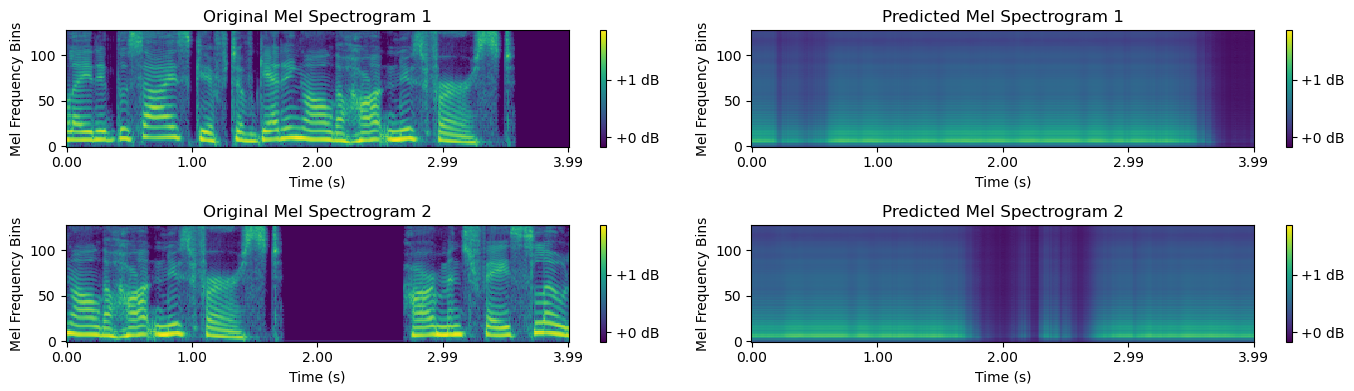 Original Mel Spectrogram 1
Mel Frequency Bins
100
50
0
0.00 1.00 2.00 2.99 3.99
Time (s)
+1 dB
+0 dB
Predicted Mel Spectrogram 1
Mel Frequency Bins
100
50
0
0.00 1.00 2.00 2.99 3.99
Time (s)
+1 dB
+0 dB
Original Mel Spectrogram 2
Mel Frequency Bins
100
50
0
0.00 1.00 2.00 2.99 3.99
Time (s)
+1 dB
+0 dB
Predicted Mel Spectrogram 2
Mel Frequency Bins
100
50
0
0.00 1.00 2.00 2.99 3.99
Time (s)
+1 dB
+0 dB